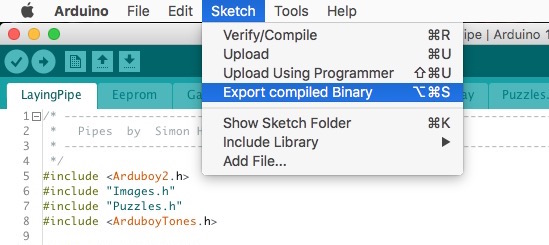 Arduino File Edit Sketch Tools Help
Verify/Compile ⌘R
Upload ⌘U
Upload Using Programmer ⇧⌘U
Export compiled Binary ⌥⌘S
Show Sketch Folder ⌘K
Include Library
Add File...
ipe | Arduino 1
LayingPipe Eeprom Ga ay Puzzles.
1 /* --
2 * Pipes by Simon H
3 * --
4 */
5 #include <Arduboy2.h>
6 #include "Images.h"
7 #include "Puzzles.h"
8 #include <ArduboyTones.h>
9